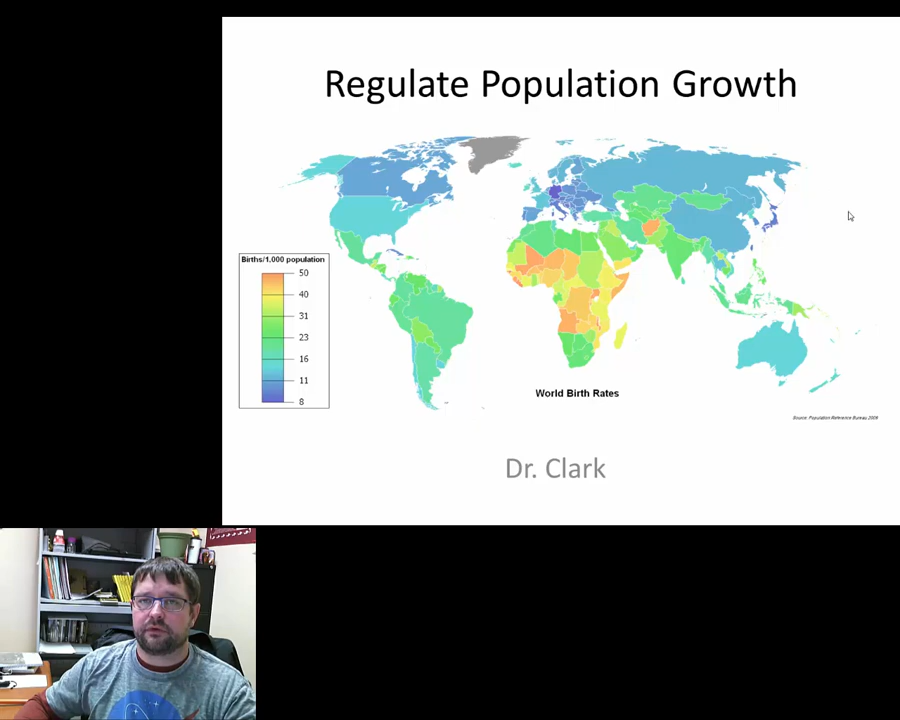 Regulate Population Growth
Births/1,000 population
50
40
31
23
16
11
8
World Birth Rates
Source: Population Reference Bureau 2009
Dr. Clark